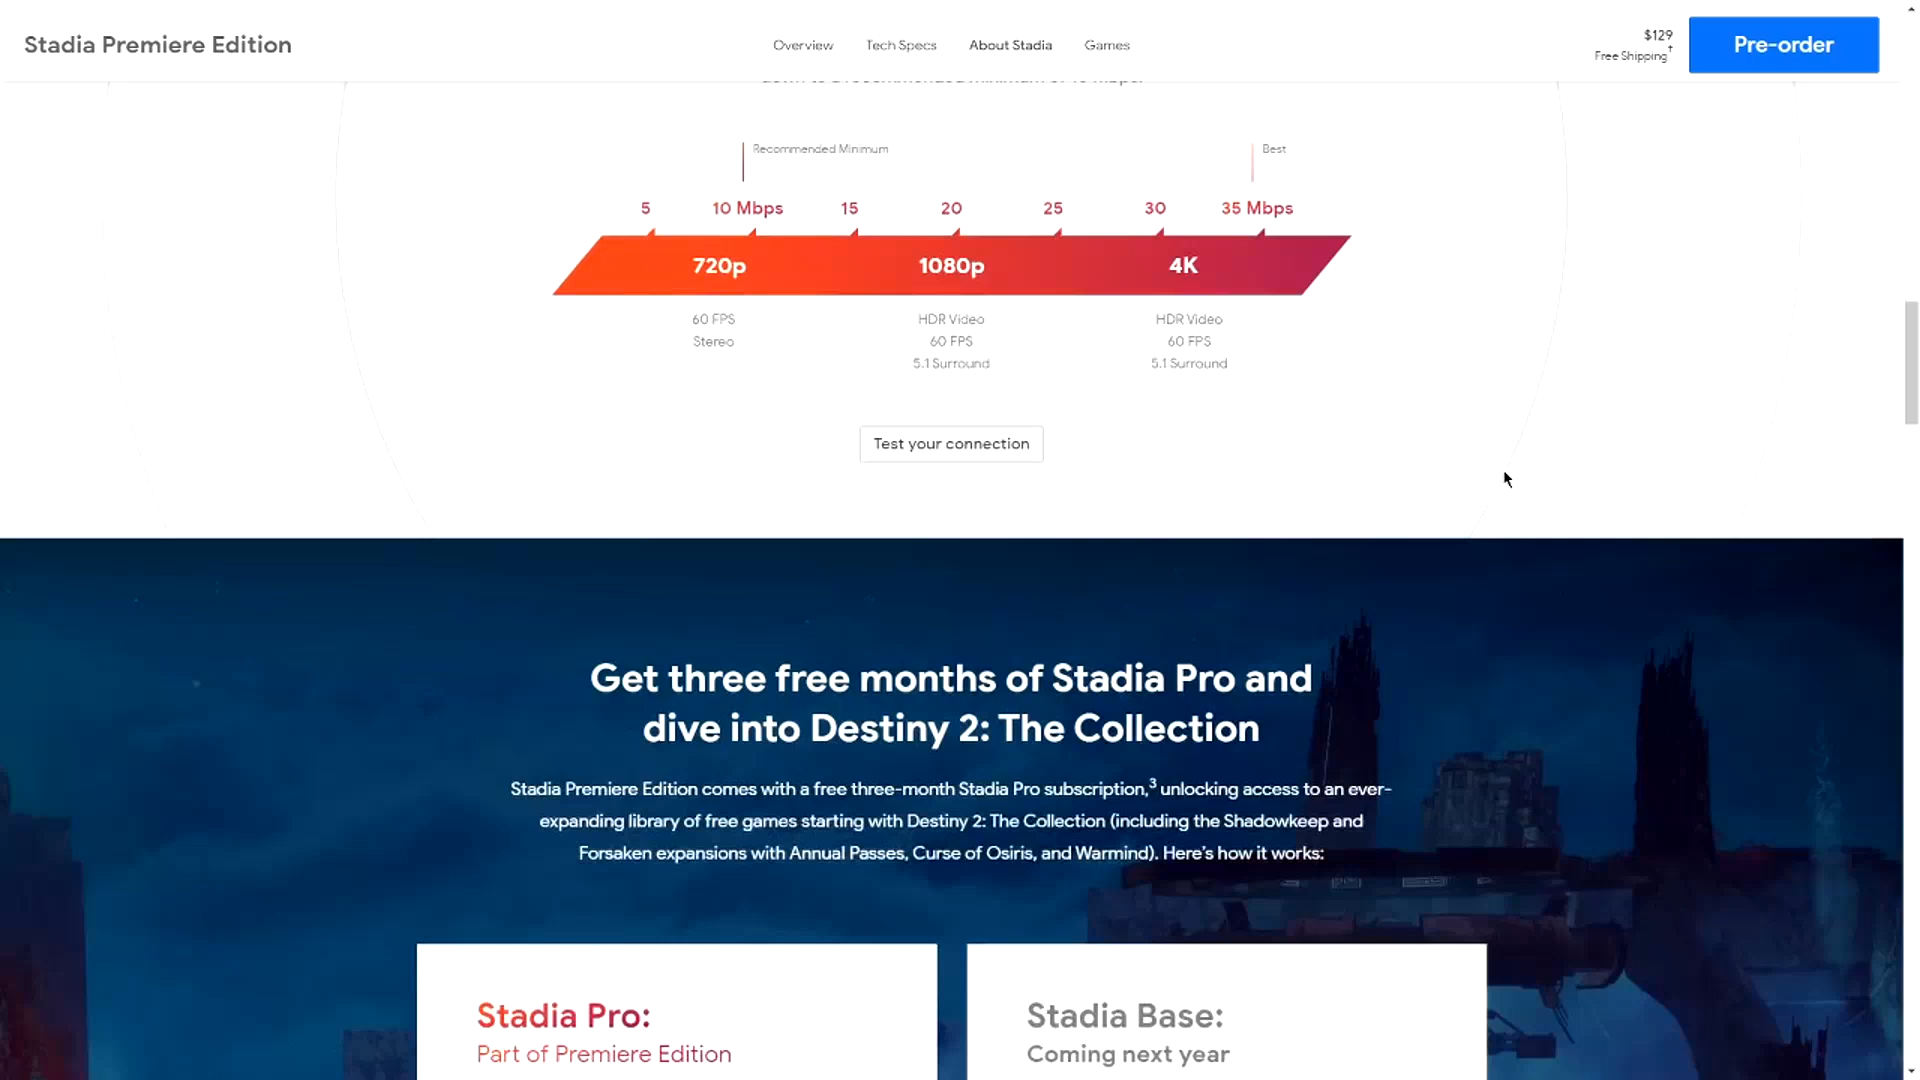 Stadia Premiere Edition
Overview
Tech Specs
About Stadia
Games
$129
Free Shipping†
Pre-order
Recommended Minimum
Best
5
10 Mbps
15
20
25
30
35 Mbps
720p
1080p
4K
60 FPS
Stereo
HDR Video
60 FPS
5.1 Surround
HDR Video
60 FPS
5.1 Surround
Test your connection
Get three free months of Stadia Pro and
dive into Destiny 2: The Collection
Stadia Premiere Edition comes with a free three-month Stadia Pro subscription,3 unlocking access to an ever-
expanding library of free games starting with Destiny 2: The Collection (including the Shadowkeep and
Forsaken expansions with Annual Passes, Curse of Osiris, and Warmind). Here's how it works:
Stadia Pro:
Part of Premiere Edition
Stadia Base:
Coming next year